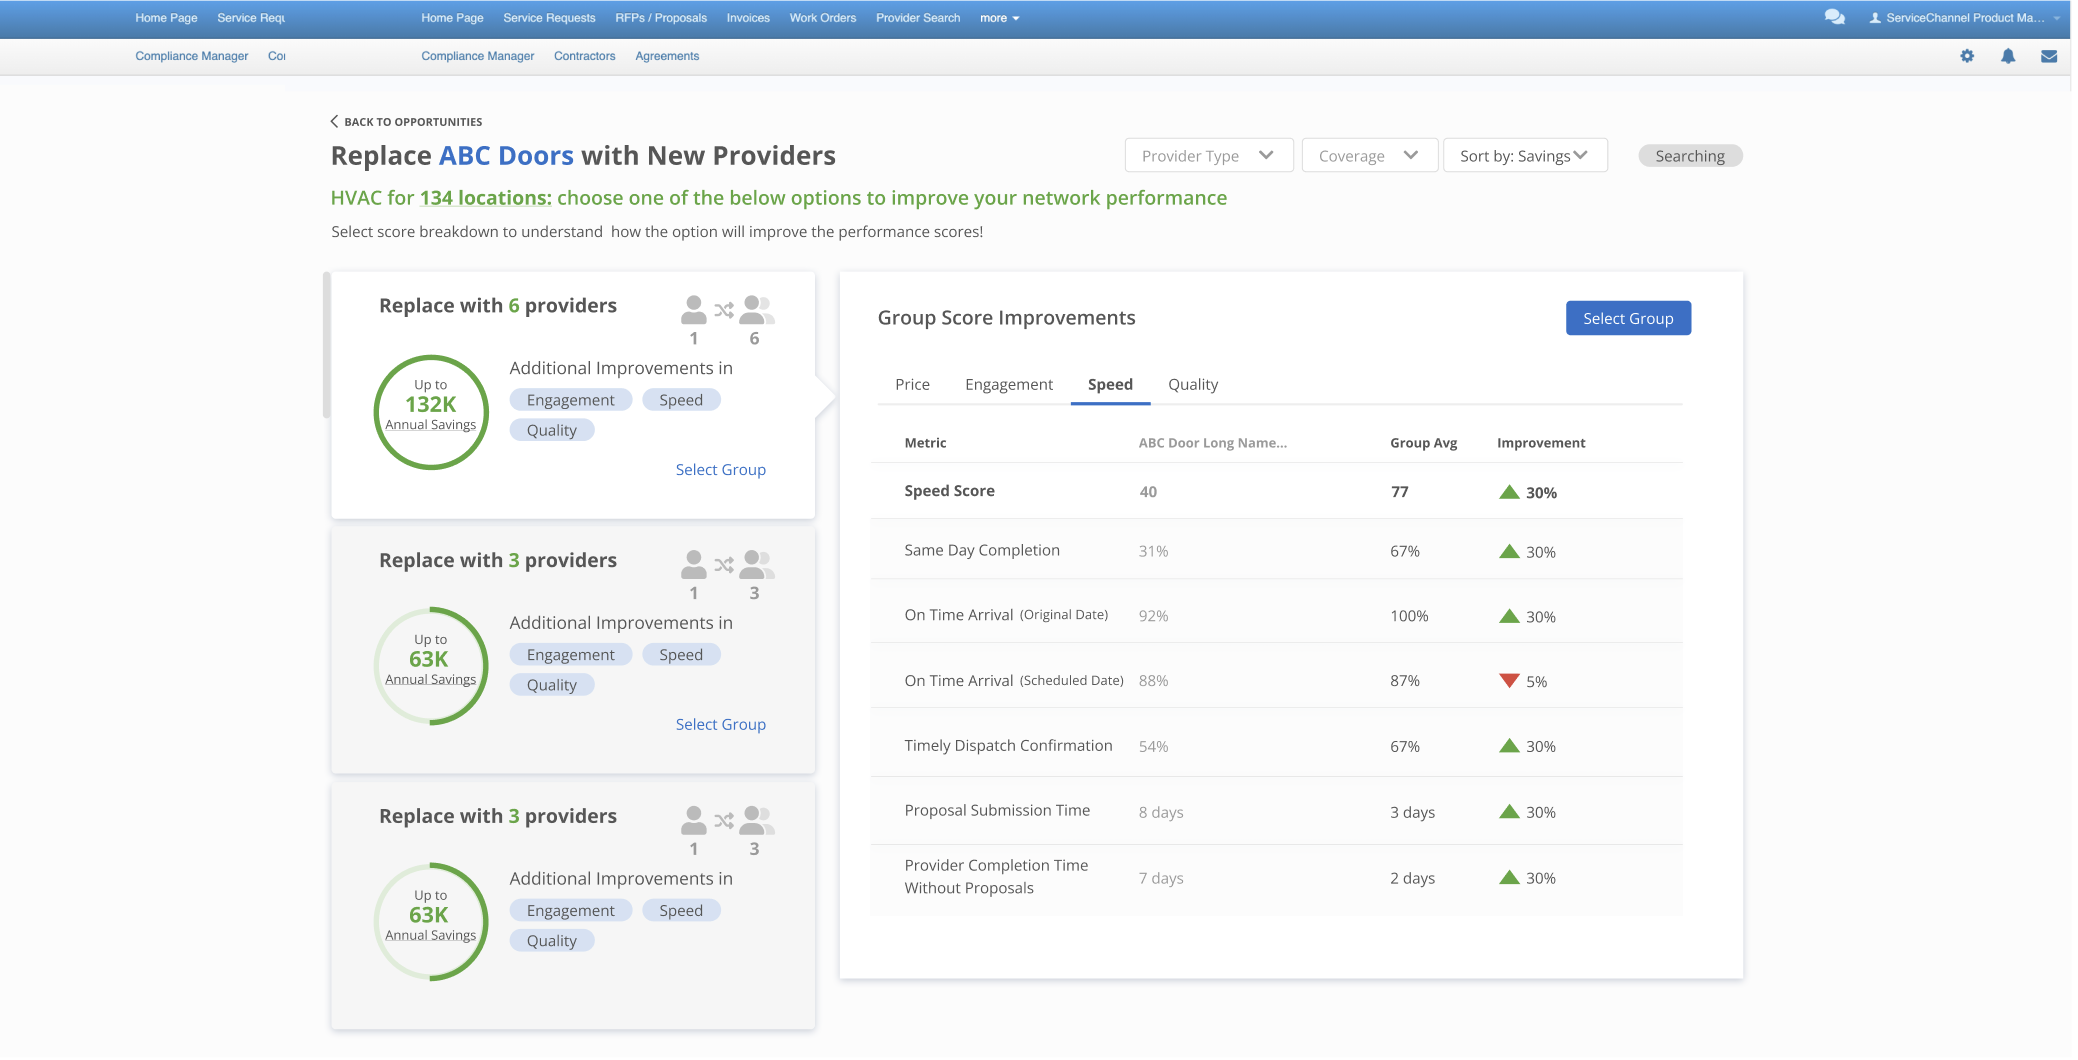 Home Page Service Requ Home Page Service Requests RFPs / Proposals Invoices Work Orders Provider Search more ServiceChannel Product Ma...
Compliance Manager Co Compliance Manager Contractors Agreements
BACK TO OPPORTUNITIES
Replace ABC Doors with New Providers
Provider Type Coverage Sort by: Savings Searching
HVAC for 134 locations: choose one of the below options to improve your network performance
Select score breakdown to understand how the option will improve the performance scores!
Replace with 6 providers
1 6
Up to
132K
Annual Savings
Additional Improvements in
Engagement Speed
Quality
Select Group
Replace with 3 providers
1 3
Up to
63K
Annual Savings
Additional Improvements in
Engagement Speed
Quality
Select Group
Replace with 3 providers
1 3
Up to
63K
Annual Savings
Additional Improvements in
Engagement Speed
Quality
Group Score Improvements
Select Group
Price Engagement Speed Quality
Metric ABC Door Long Name... Group Avg Improvement
Speed Score 40 77 30%
Same Day Completion 31% 67% 30%
On Time Arrival (Original Date) 92% 100% 30%
On Time Arrival (Scheduled Date) 88% 87% 5%
Timely Dispatch Confirmation 54% 67% 30%
Proposal Submission Time 8 days 3 days 30%
Provider Completion Time
Without Proposals 7 days 2 days 30%